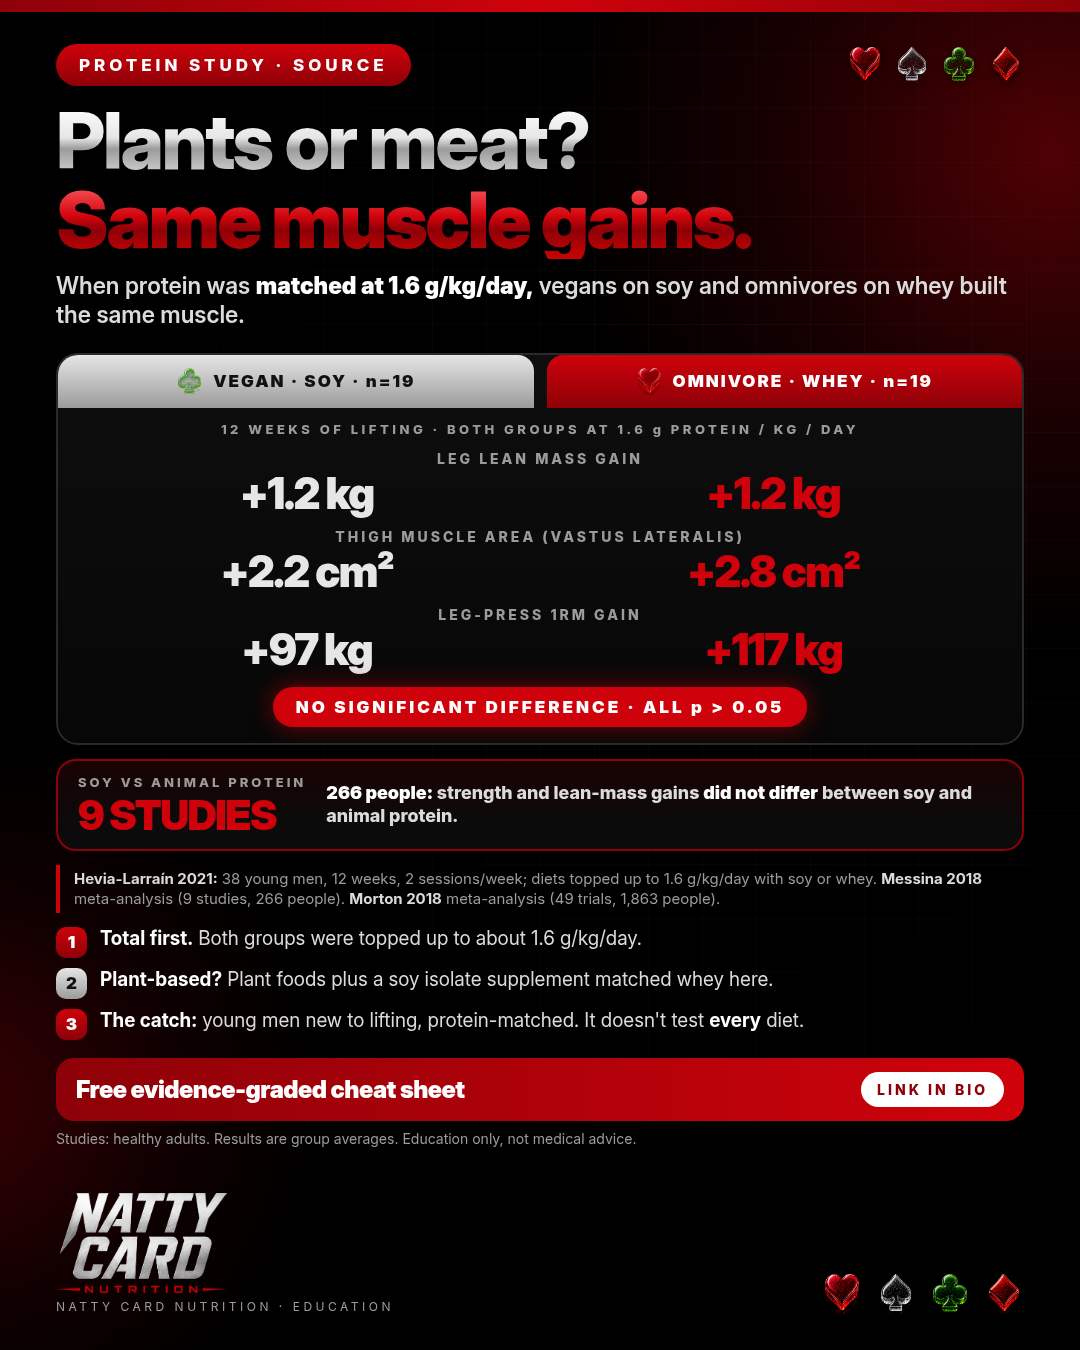 PROTEIN STUDY · SOURCE
Plants or meat?
Same muscle gains.
When protein was matched at 1.6 g/kg/day, vegans on soy and omnivores on whey built
the same muscle.
VEGAN · SOY · n=19
OMNIVORE · WHEY · n=19
12 WEEKS OF LIFTING · BOTH GROUPS AT 1.6 g PROTEIN / KG / DAY
LEG LEAN MASS GAIN
+1.2 kg
+1.2 kg
THIGH MUSCLE AREA (VASTUS LATERALIS)
+2.2 cm²
+2.8 cm²
LEG-PRESS 1RM GAIN
+97 kg
+117 kg
NO SIGNIFICANT DIFFERENCE · ALL p > 0.05
SOY VS ANIMAL PROTEIN
9 STUDIES
266 people: strength and lean-mass gains did not differ between soy and
animal protein.
Hevia-Larraín 2021: 38 young men, 12 weeks, 2 sessions/week; diets topped up to 1.6 g/kg/day with soy or whey. Messina 2018
meta-analysis (9 studies, 266 people). Morton 2018 meta-analysis (49 trials, 1,863 people).
1 Total first. Both groups were topped up to about 1.6 g/kg/day.
2 Plant-based? Plant foods plus a soy isolate supplement matched whey here.
3 The catch: young men new to lifting, protein-matched. It doesn't test every diet.
Free evidence-graded cheat sheet
LINK IN BIO
Studies: healthy adults. Results are group averages. Education only, not medical advice.
NATTY
CARD
NUTRITION
NATTY CARD NUTRITION · EDUCATION